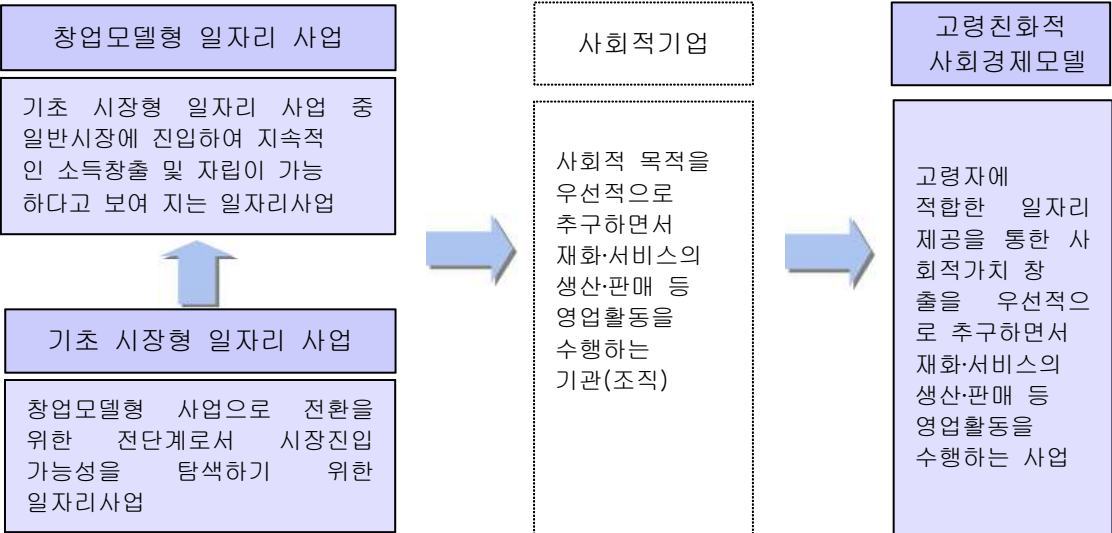 창업모델형 일자리 사업
기초 시장형 일자리 사업 중
일반시장에 진입하여 지속적
인 소득창출 및 자립이 가능
하다고 보여 지는 일자리사업
기초 시장형 일자리 사업
창업모델형 사업으로 전환을
위한 전단계로서 시장진입
가능성을 탐색하기 위한
일자리사업
사회적기업
사회적 목적을
우선적으로
추구하면서
재화·서비스의
생산·판매 등
영업활동을
수행하는
기관(조직)
고령친화적
사회경제모델
고령자에
적합한 일자리
제공을 통한 사
회적가치 창
출을 우선적으
로 추구하면서
재화·서비스의
생산·판매 등
영업활동을
수행하는 사업